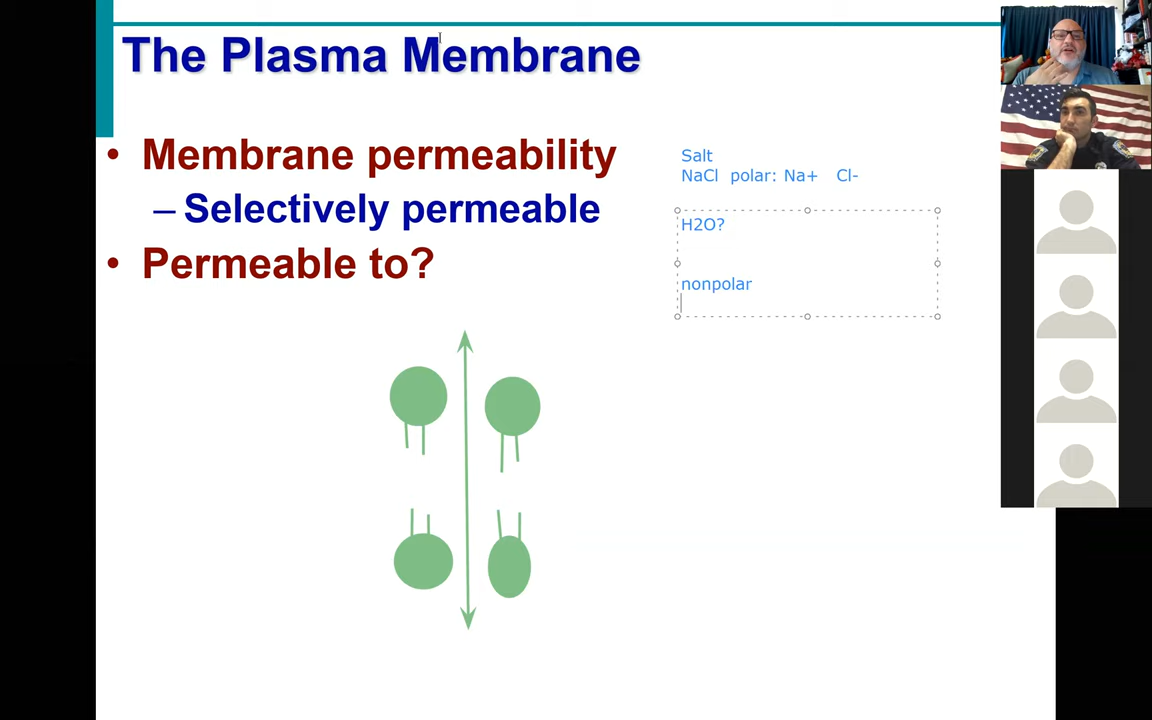 The Plasma Membrane
• Membrane permeability
– Selectively permeable
• Permeable to?
Salt
NaCl polar: Na+ Cl-
H2O?
nonpolar